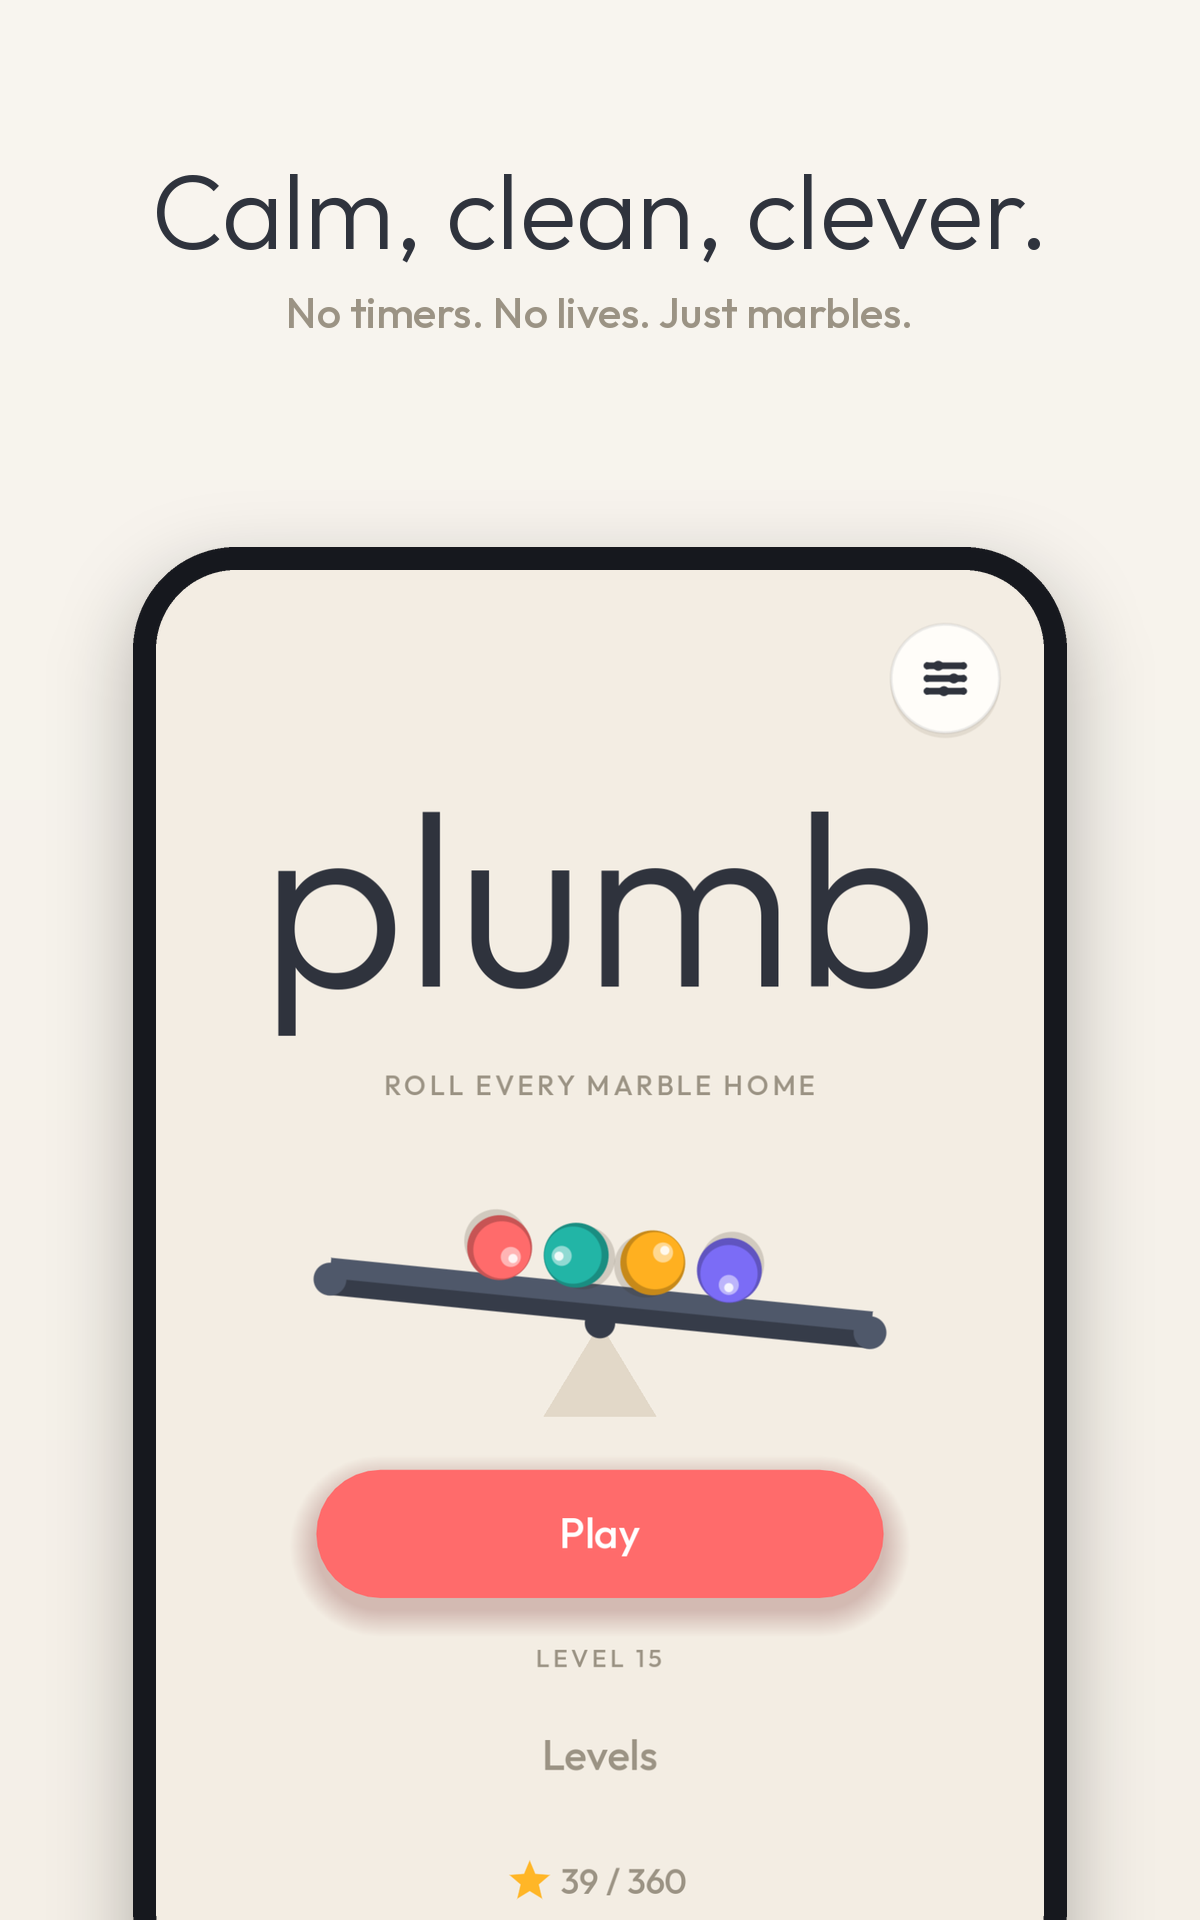 Calm, clean, clever.
No timers. No lives. Just marbles.
plumb
ROLL EVERY MARBLE HOME
Play
LEVEL 15
Levels
39 / 360